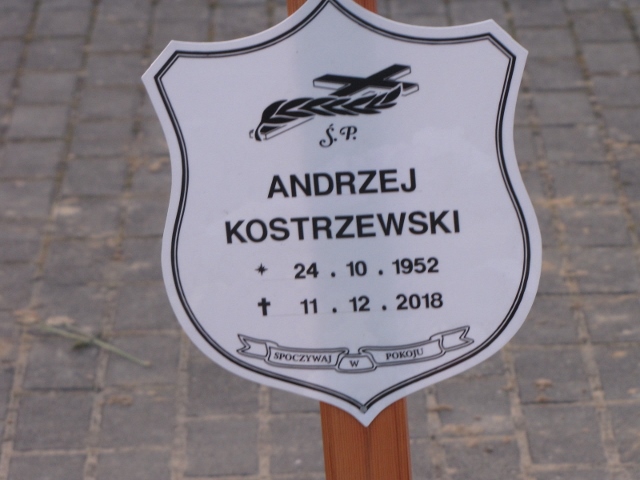 Ś.P.
ANDRZEJ
KOSTRZEWSKI
24 . 10 . 1952
11 . 12 . 2018
SPOCZYWAJ W POKOJU